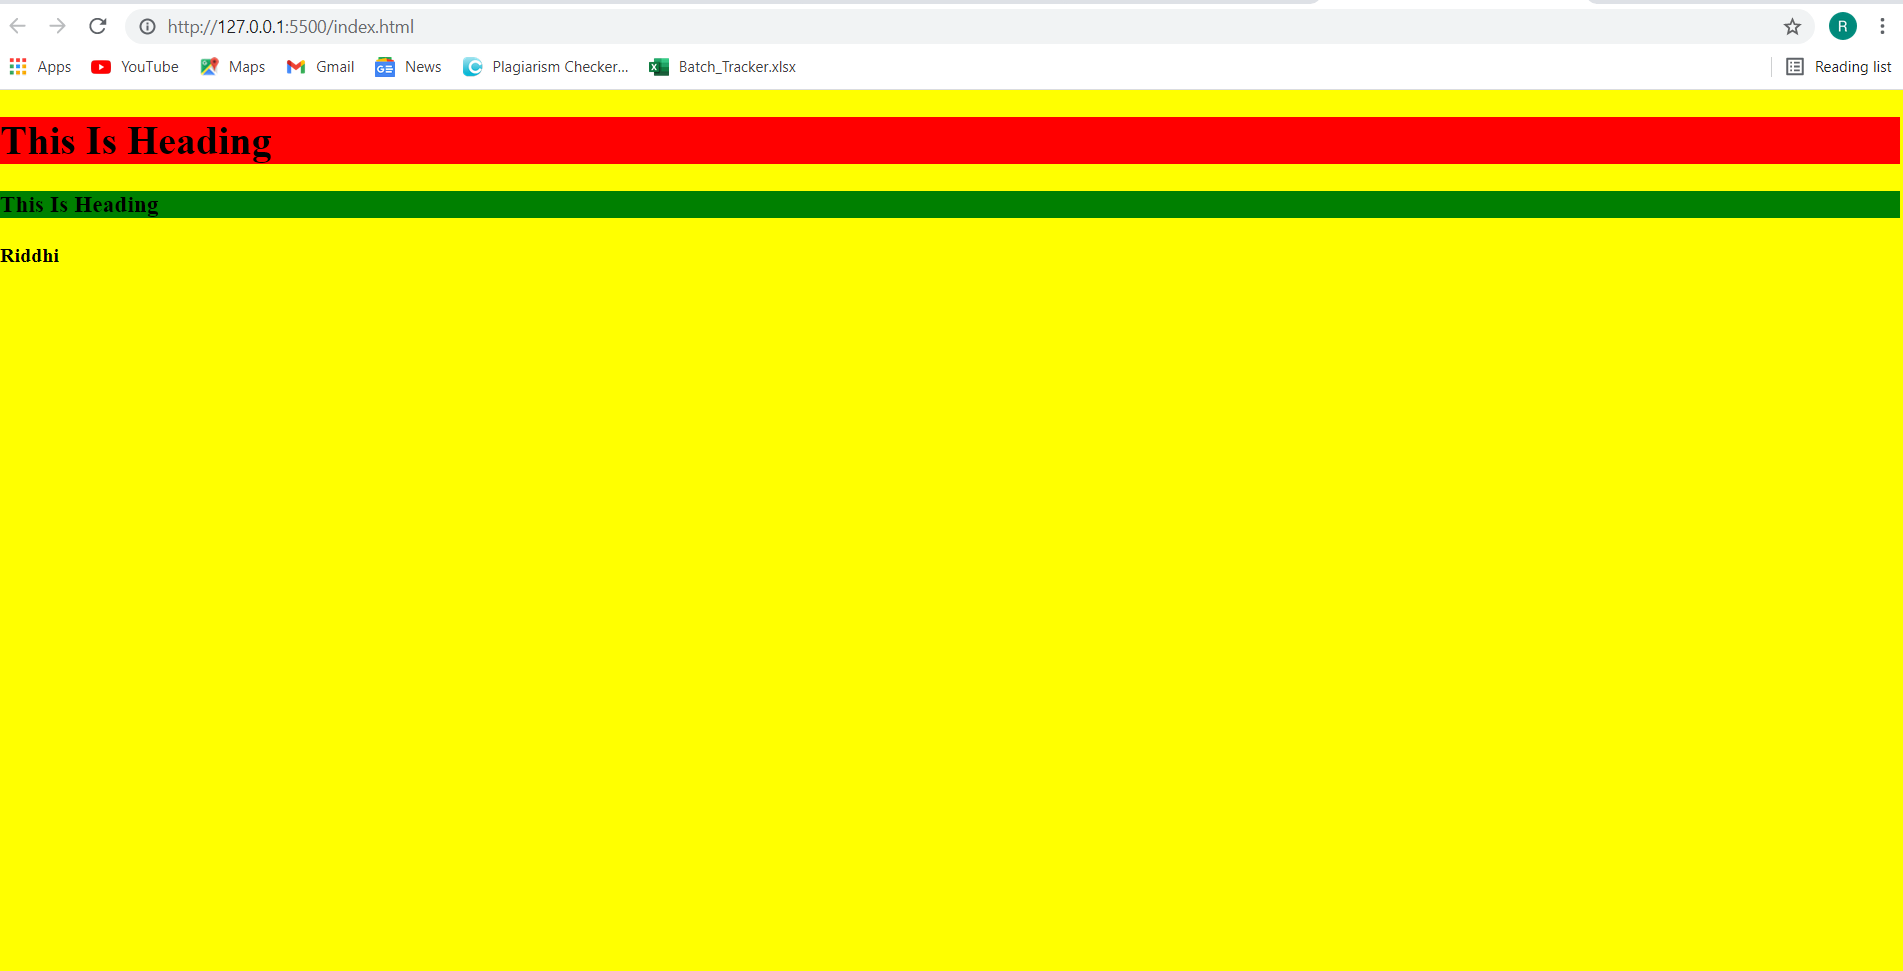 http://127.0.0.1:5500/index.html
R
Apps YouTube Maps Gmail GE News Plagiarism Checker... Batch_Tracker.xlsx Reading list
This Is Heading
This Is Heading
Riddhi